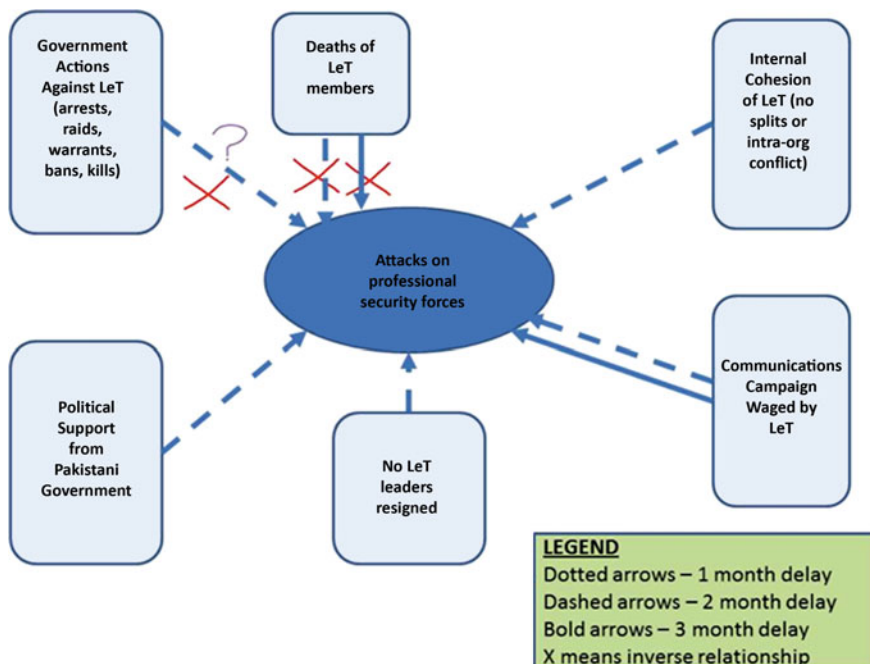 Government
Actions
Against LeT
(arrests,
raids,
warrants,
bans, kills)
?
Deaths of
LeT
members
Internal
Cohesion
of LeT (no
splits or
intra-org
conflict)
Attacks on
professional
security forces
Political
Support
from
Pakistani
Government
No LeT
leaders
resigned
Communications
Campaign
Waged by
LeT
LEGEND
Dotted arrows – 1 month delay
Dashed arrows – 2 month delay
Bold arrows – 3 month delay
X means inverse relationship